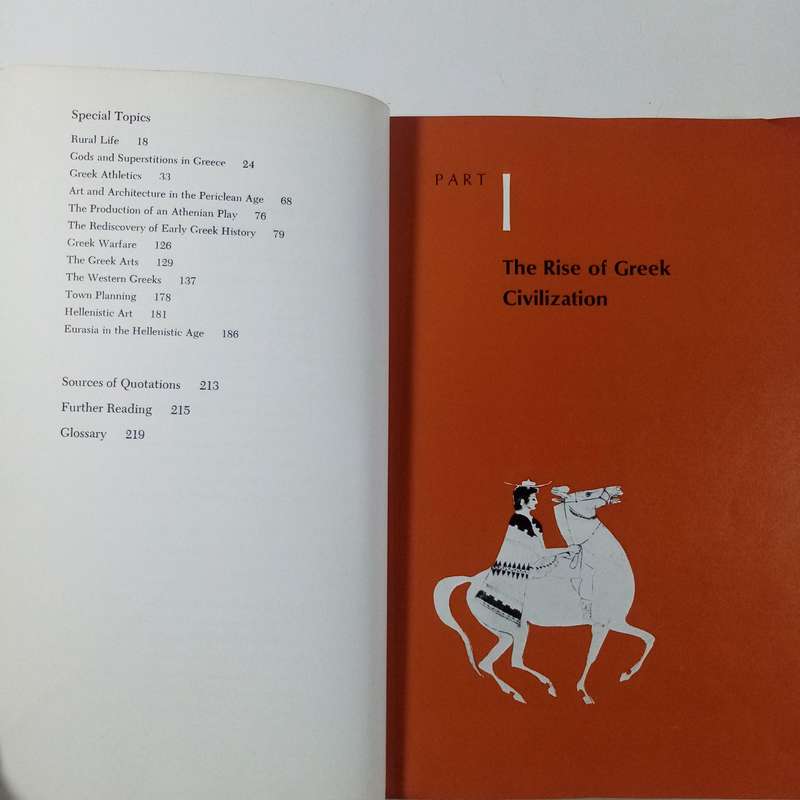 Special Topics
Rural Life 18
Gods and Superstitions in Greece 24
Greek Athletics 33
Art and Architecture in the Periclean Age 68
The Production of an Athenian Play 76
The Rediscovery of Early Greek History 79
Greek Warfare 126
The Greek Arts 129
The Western Greeks 137
Town Planning 178
Hellenistic Art 181
Eurasia in the Hellenistic Age 186
Sources of Quotations 213
Further Reading 215
Glossary 219
PART I
The Rise of Greek
Civilization